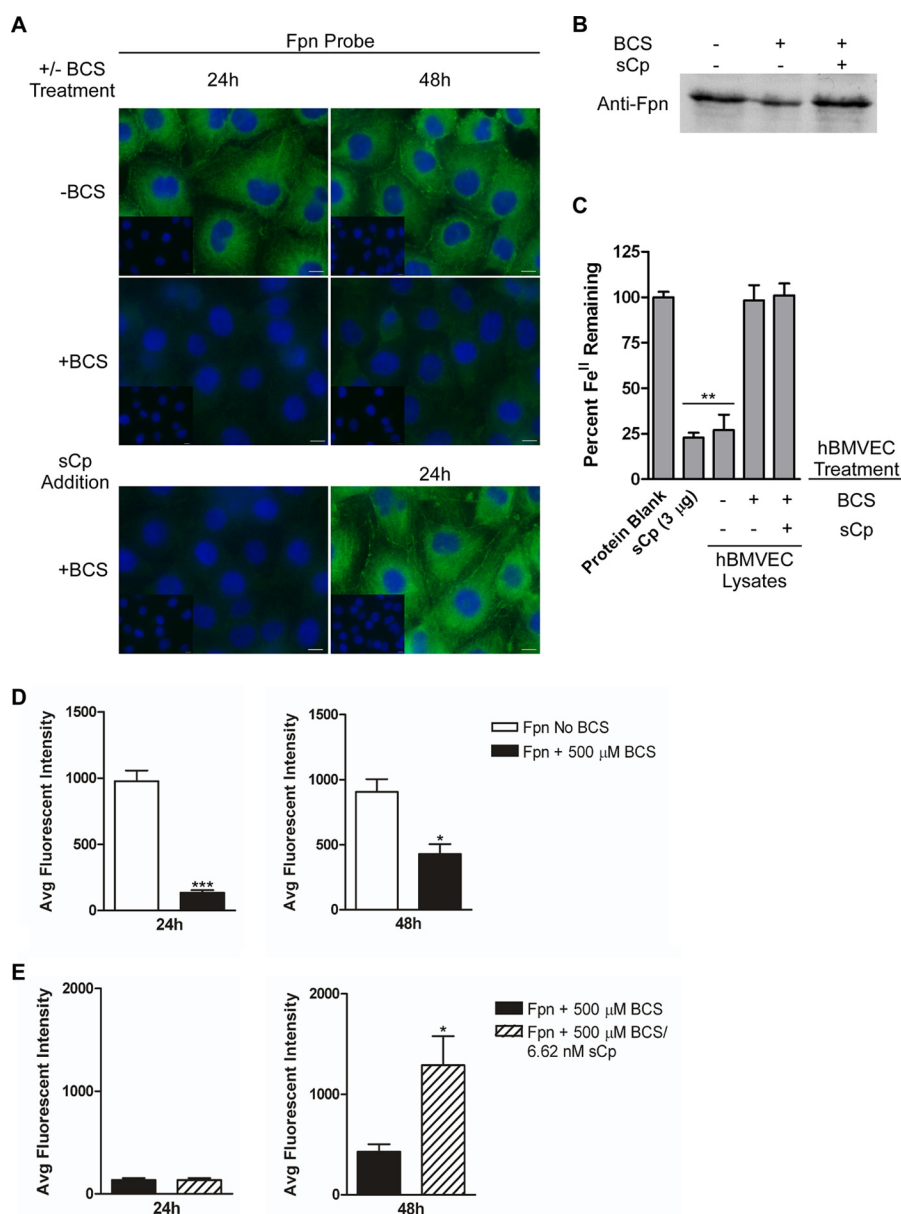 A
Fpn Probe
+/- BCS
Treatment
24h
48h
-BCS
+BCS
sCp
Addition
24h
+BCS
B
BCS - + +
sCp - - +
Anti-Fpn
C
Percent Fe^II Remaining
125
100
75
50
25
0
**
Protein Blank
sCp (3 μg)
hBMVEC
Treatment
- + + BCS
- - + sCp
hBMVEC
Lysates
D
Avg Fluorescent Intensity
1500
1000
500
0
***
24h
Avg Fluorescent Intensity
1500
1000
500
0
*
48h
Fpn No BCS
Fpn + 500 μM BCS
E
Avg Fluorescent Intensity
2000
1000
0
24h
Avg Fluorescent Intensity
2000
1000
0
*
48h
Fpn + 500 μM BCS
Fpn + 500 μM BCS/
6.62 nM sCp